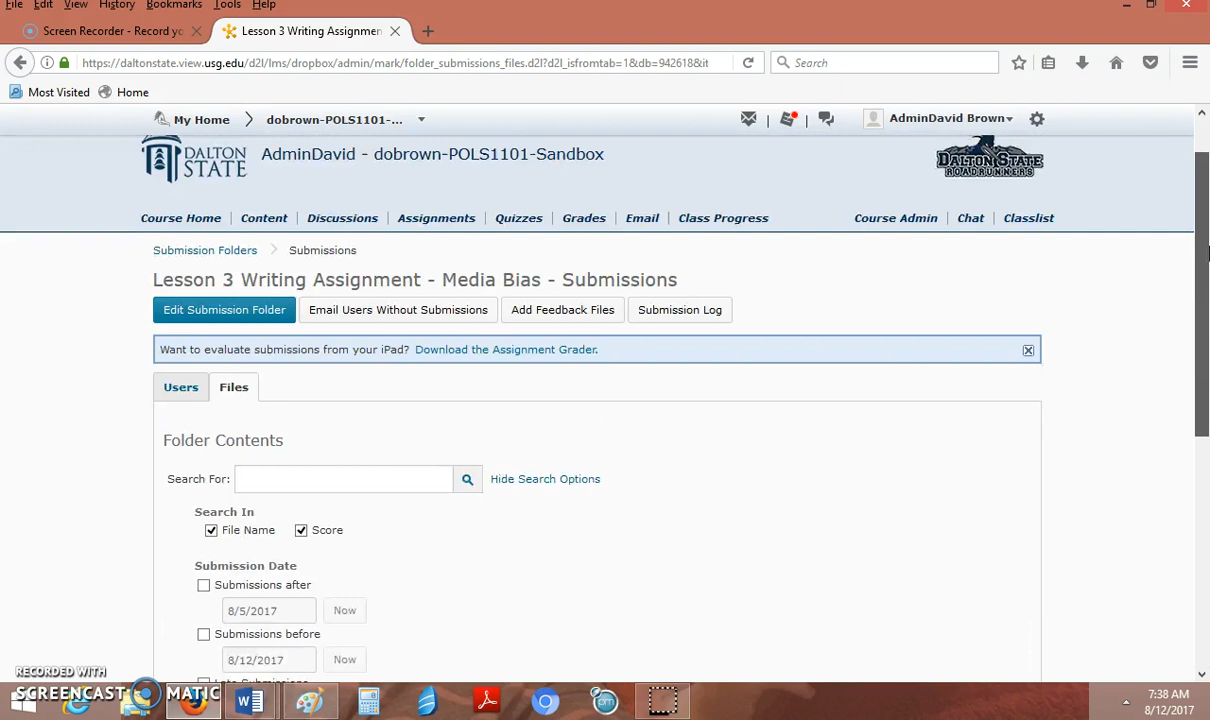 File Edit View History Bookmarks Tools Help
Screen Recorder - Record yo
Lesson 3 Writing Assignmen
https://daltonstate.view.usg.edu/d2l/lms/dropbox/admin/mark/folder_submissions_files.d2l?d2l_isfromtab=1&db=942618&it
Search
Most Visited Home
My Home dobrown-POLS1101-... AdminDavid Brown
DALTON STATE
AdminDavid - dobrown-POLS1101-Sandbox
DALTON STATE ROADRUNNERS
Course Home Content Discussions Assignments Quizzes Grades Email Class Progress Course Admin Chat Classlist
Submission Folders Submissions
Lesson 3 Writing Assignment - Media Bias - Submissions
Edit Submission Folder Email Users Without Submissions Add Feedback Files Submission Log
Want to evaluate submissions from your iPad? Download the Assignment Grader.
Users Files
Folder Contents
Search For: Hide Search Options
Search In
File Name Score
Submission Date
Submissions after
8/5/2017 Now
Submissions before
8/12/2017 Now
Late Submissions
RECORDED WITH
SCREENCAST MATIC
7:38 AM
8/12/2017